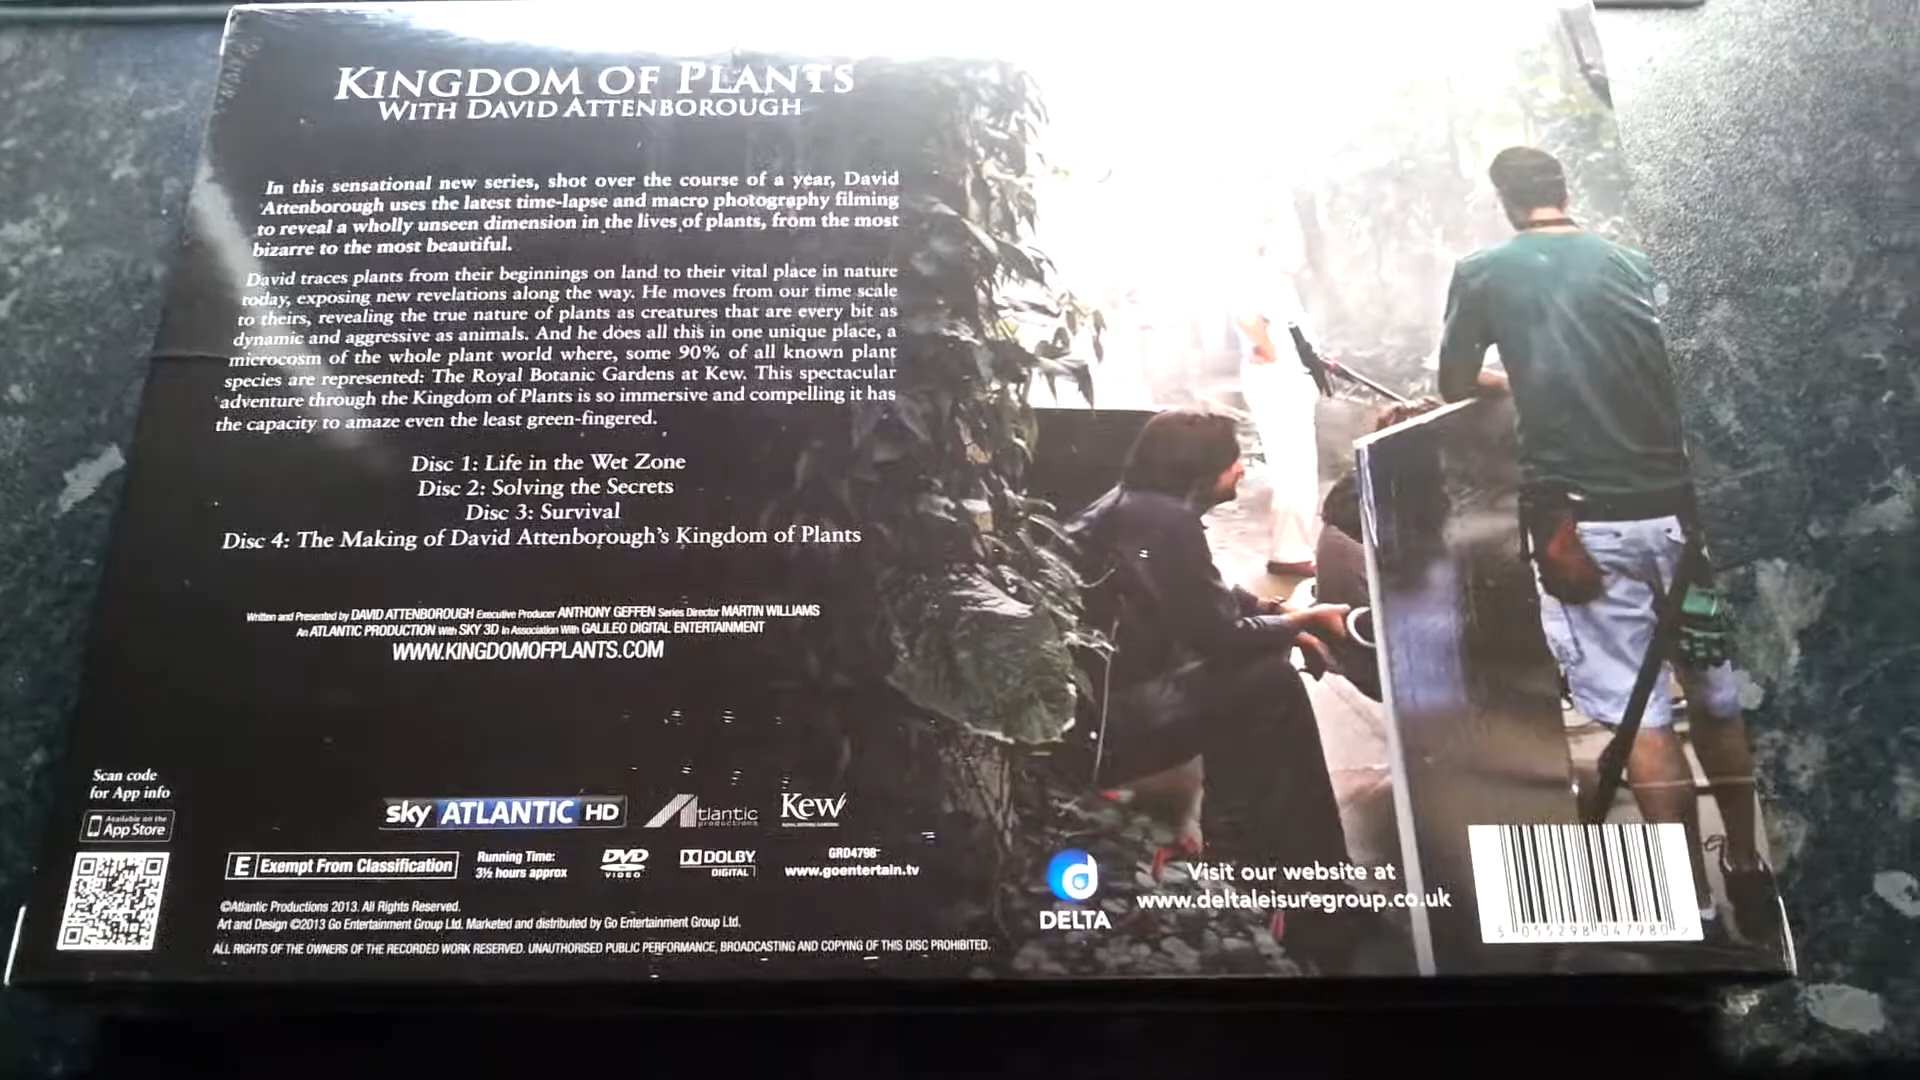 KINGDOM OF PLANTS
WITH DAVID ATTENBOROUGH
In this sensational new series, shot over the course of a year, David
Attenborough uses the latest time-lapse and macro photography filming
to reveal a wholly unseen dimension in the lives of plants, from the most
bizarre to the most beautiful.
David traces plants from their beginnings on land to their vital place in nature
today, exposing new revelations along the way. He moves from our time scale
to theirs, revealing the true nature of plants as creatures that are every bit as
dynamic and aggressive as animals. And he does all this in one unique place, a
microcosm of the whole plant world where, some 90% of all known plant
species are represented: The Royal Botanic Gardens at Kew. This spectacular
adventure through the Kingdom of Plants is so immersive and compelling it has
the capacity to amaze even the least green-fingered.
Disc 1: Life in the Wet Zone
Disc 2: Solving the Secrets
Disc 3: Survival
Disc 4: The Making of David Attenborough's Kingdom of Plants
Written and Presented by DAVID ATTENBOROUGH Executive Producer ANTHONY GEFFEN Series Director MARTIN WILLIAMS
An ATLANTIC PRODUCTION With SKY 3D In Association With GALILEO DIGITAL ENTERTAINMENT
WWW.KINGDOMOFPLANTS.COM
Scan code
for App info
Available on the
App Store
sky ATLANTIC HD
Atlantic
productions
Kew
E Exempt From Classification
Running Time:
3½ hours approx
DVD
VIDEO
DOLBY
DIGITAL
GRD4798
www.goentertain.tv
©Atlantic Productions 2013. All Rights Reserved.
Art and Design ©2013 Go Entertainment Group Ltd. Marketed and distributed by Go Entertainment Group Ltd.
ALL RIGHTS OF THE OWNERS OF THE RECORDED WORK RESERVED. UNAUTHORISED PUBLIC PERFORMANCE, BROADCASTING AND COPYING OF THIS DISC PROHIBITED.
d
DELTA
Visit our website at
www.deltaleisuregroup.co.uk
5 055298 047980 >